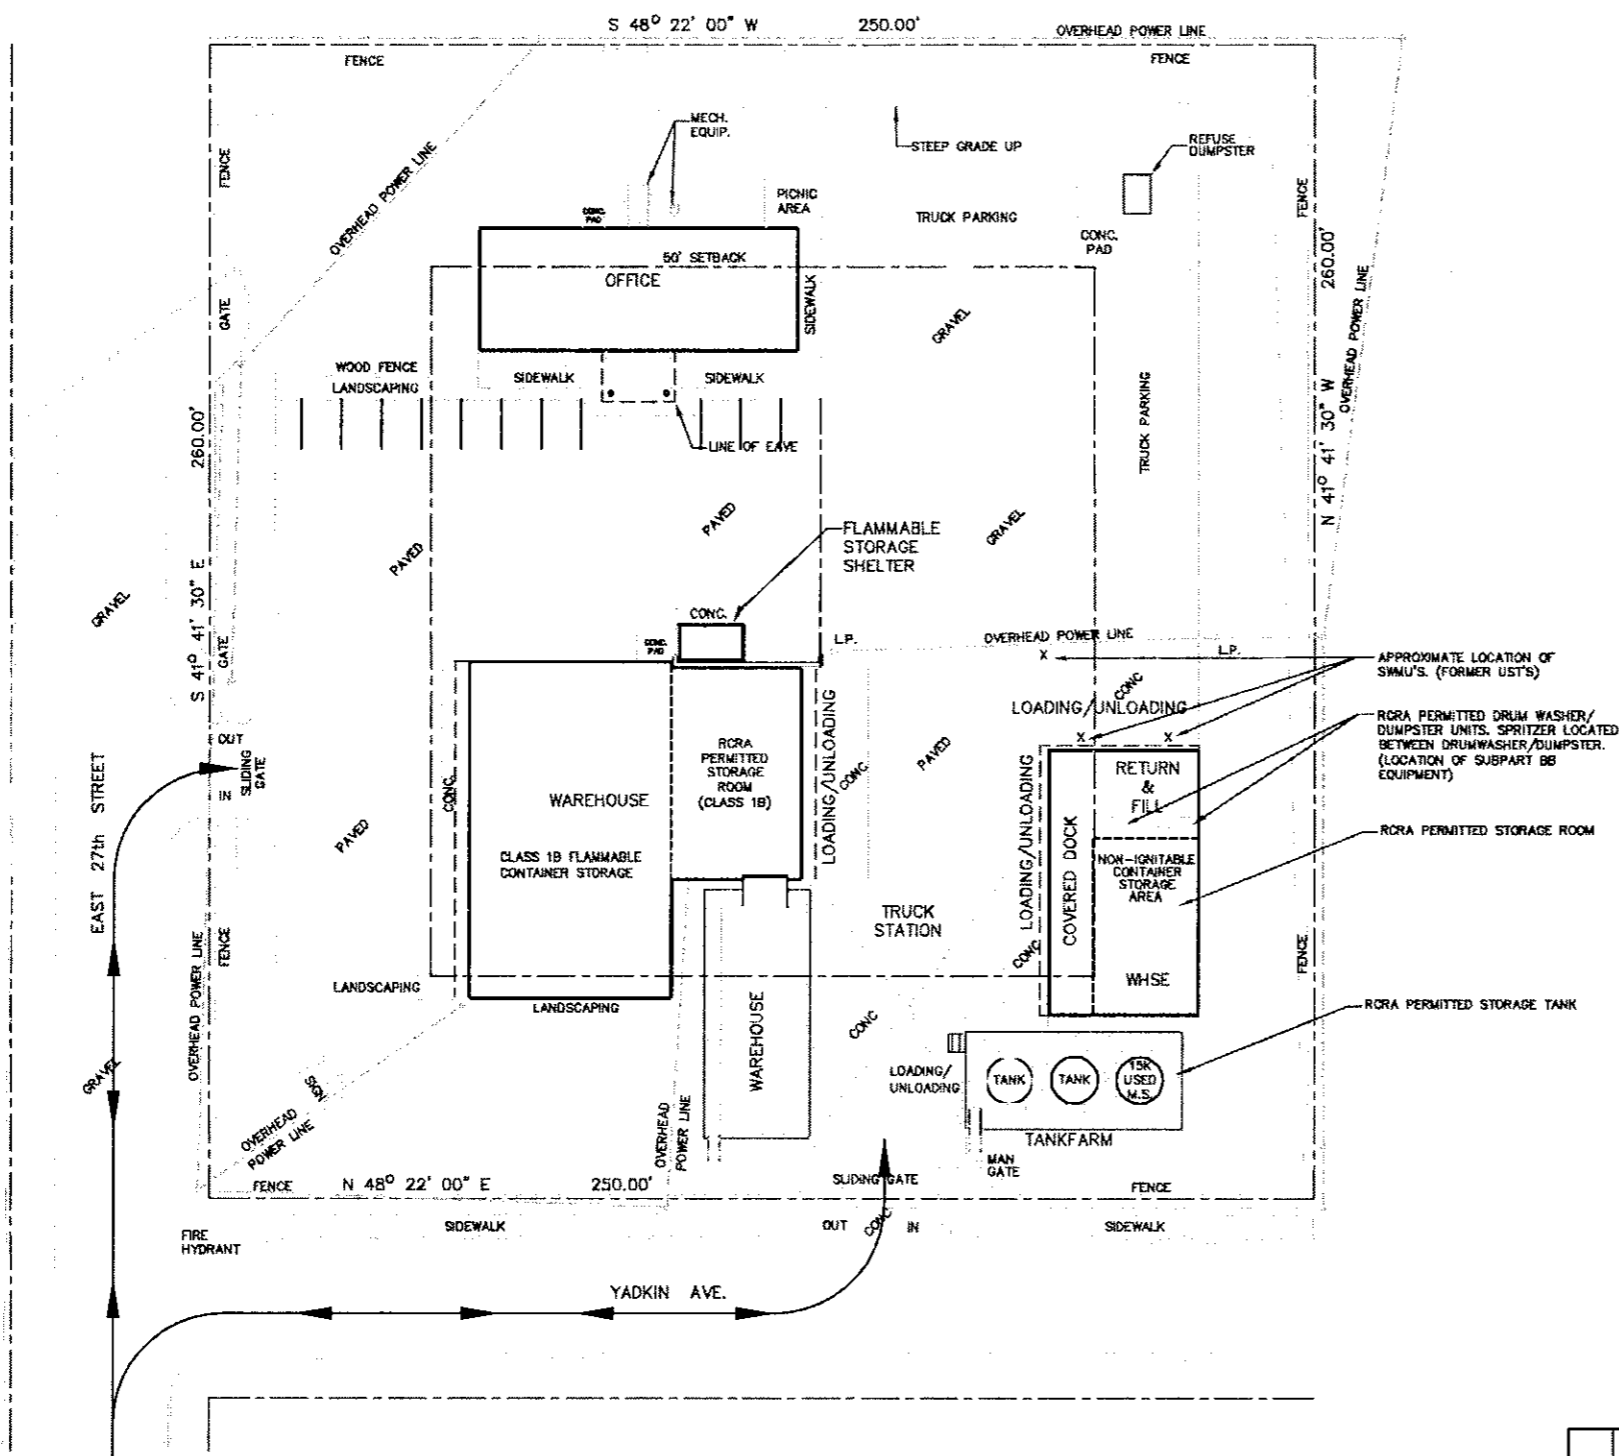 S 48° 22' 00" W 250.00'
OVERHEAD POWER LINE
FENCE
FENCE
MECH.
EQUIP.
STEEP GRADE UP
REFUSE
DUMPSTER
FENCE
OVERHEAD POWER LINE
PICNIC
AREA
CONC.
PAD
TRUCK PARKING
CONC.
PAD
FENCE
260.00'
OVERHEAD POWER LINE
N 41° 41' 30" W
50' SETBACK
OFFICE
SIDEWALK
GATE
GRAVEL
WOOD FENCE
LANDSCAPING
SIDEWALK
SIDEWALK
LINE OF EAVE
TRUCK PARKING
260.00'
S 41° 41' 30" E
PAVED
PAVED
GRAVEL
FLAMMABLE
STORAGE
SHELTER
GRAVEL
CONC.
CONC.
PAD
L.P.
OVERHEAD POWER LINE
X
L.P.
GATE
APPROXIMATE LOCATION OF
SWMU'S. (FORMER UST'S)
CONC
LOADING/UNLOADING
X
X
RCRA PERMITTED DRUM WASHER/
DUMPSTER UNITS. SPRITZER LOCATED
BETWEEN DRUMWASHER/DUMPSTER.
(LOCATION OF SUBPART BB
EQUIPMENT)
OUT
SLIDING
GATE
IN
EAST 27th STREET
PAVED
CONC.
WAREHOUSE
CLASS 1B FLAMMABLE
CONTAINER STORAGE
RCRA
PERMITTED
STORAGE
ROOM
(CLASS 1B)
LOADING/UNLOADING
CONC.
PAVED
LOADING/UNLOADING
CONC
COVERED DOCK
RETURN
&
FILL
NON-IGNITABLE
CONTAINER
STORAGE
AREA
WHSE
RCRA PERMITTED STORAGE ROOM
TRUCK
STATION
FENCE
FENCE
OVERHEAD POWER LINE
LANDSCAPING
LANDSCAPING
WAREHOUSE
CONC
RCRA PERMITTED STORAGE TANK
GRAVEL
SIGN
OVERHEAD
POWER LINE
OVERHEAD
POWER LINE
LOADING/
UNLOADING
TANK
TANK
15K
USED
M.S.
TANKFARM
MAN
GATE
FENCE
N 48° 22' 00" E 250.00'
SLIDING GATE
FENCE
FIRE
HYDRANT
SIDEWALK
OUT
CONC
IN
SIDEWALK
YADKIN AVE.